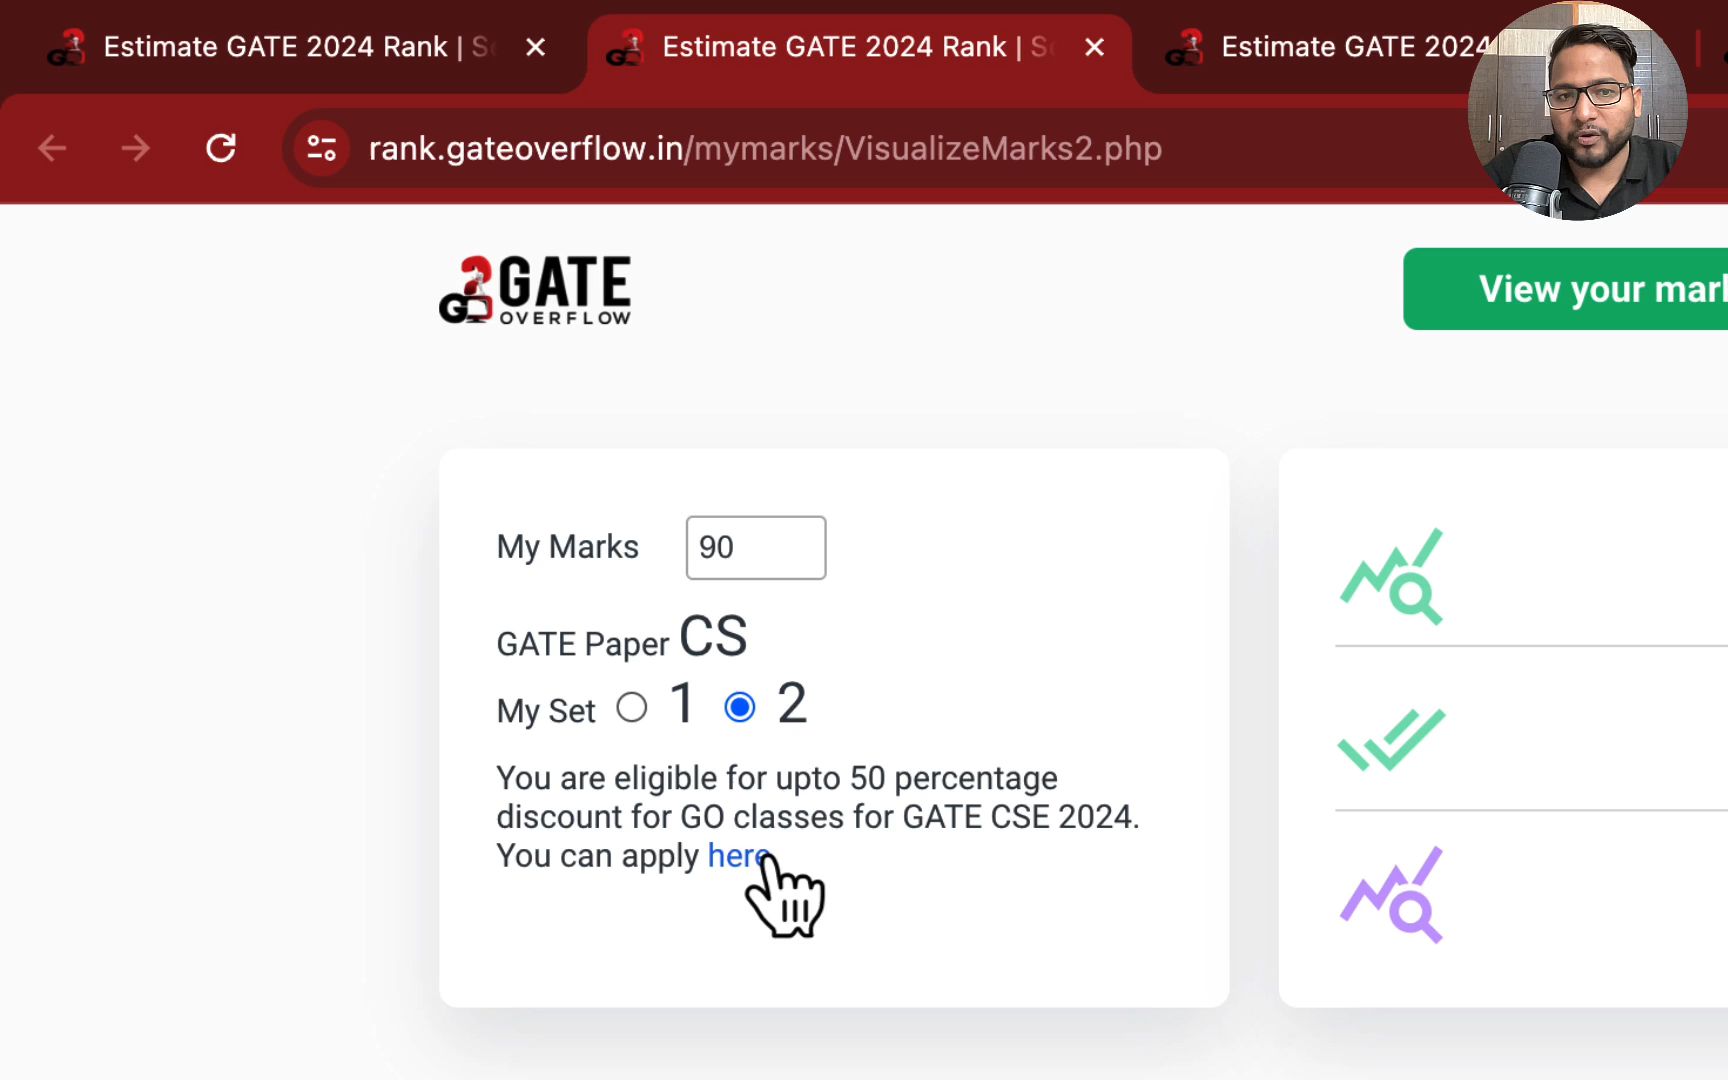 Estimate GATE 2024 Rank | S
Estimate GATE 2024 Rank | S
Estimate GATE 2024
rank.gateoverflow.in/mymarks/VisualizeMarks2.php
GATE
OVERFLOW
View your mar
My Marks 90
GATE Paper CS
My Set 1 2
You are eligible for upto 50 percentage
discount for GO classes for GATE CSE 2024.
You can apply here